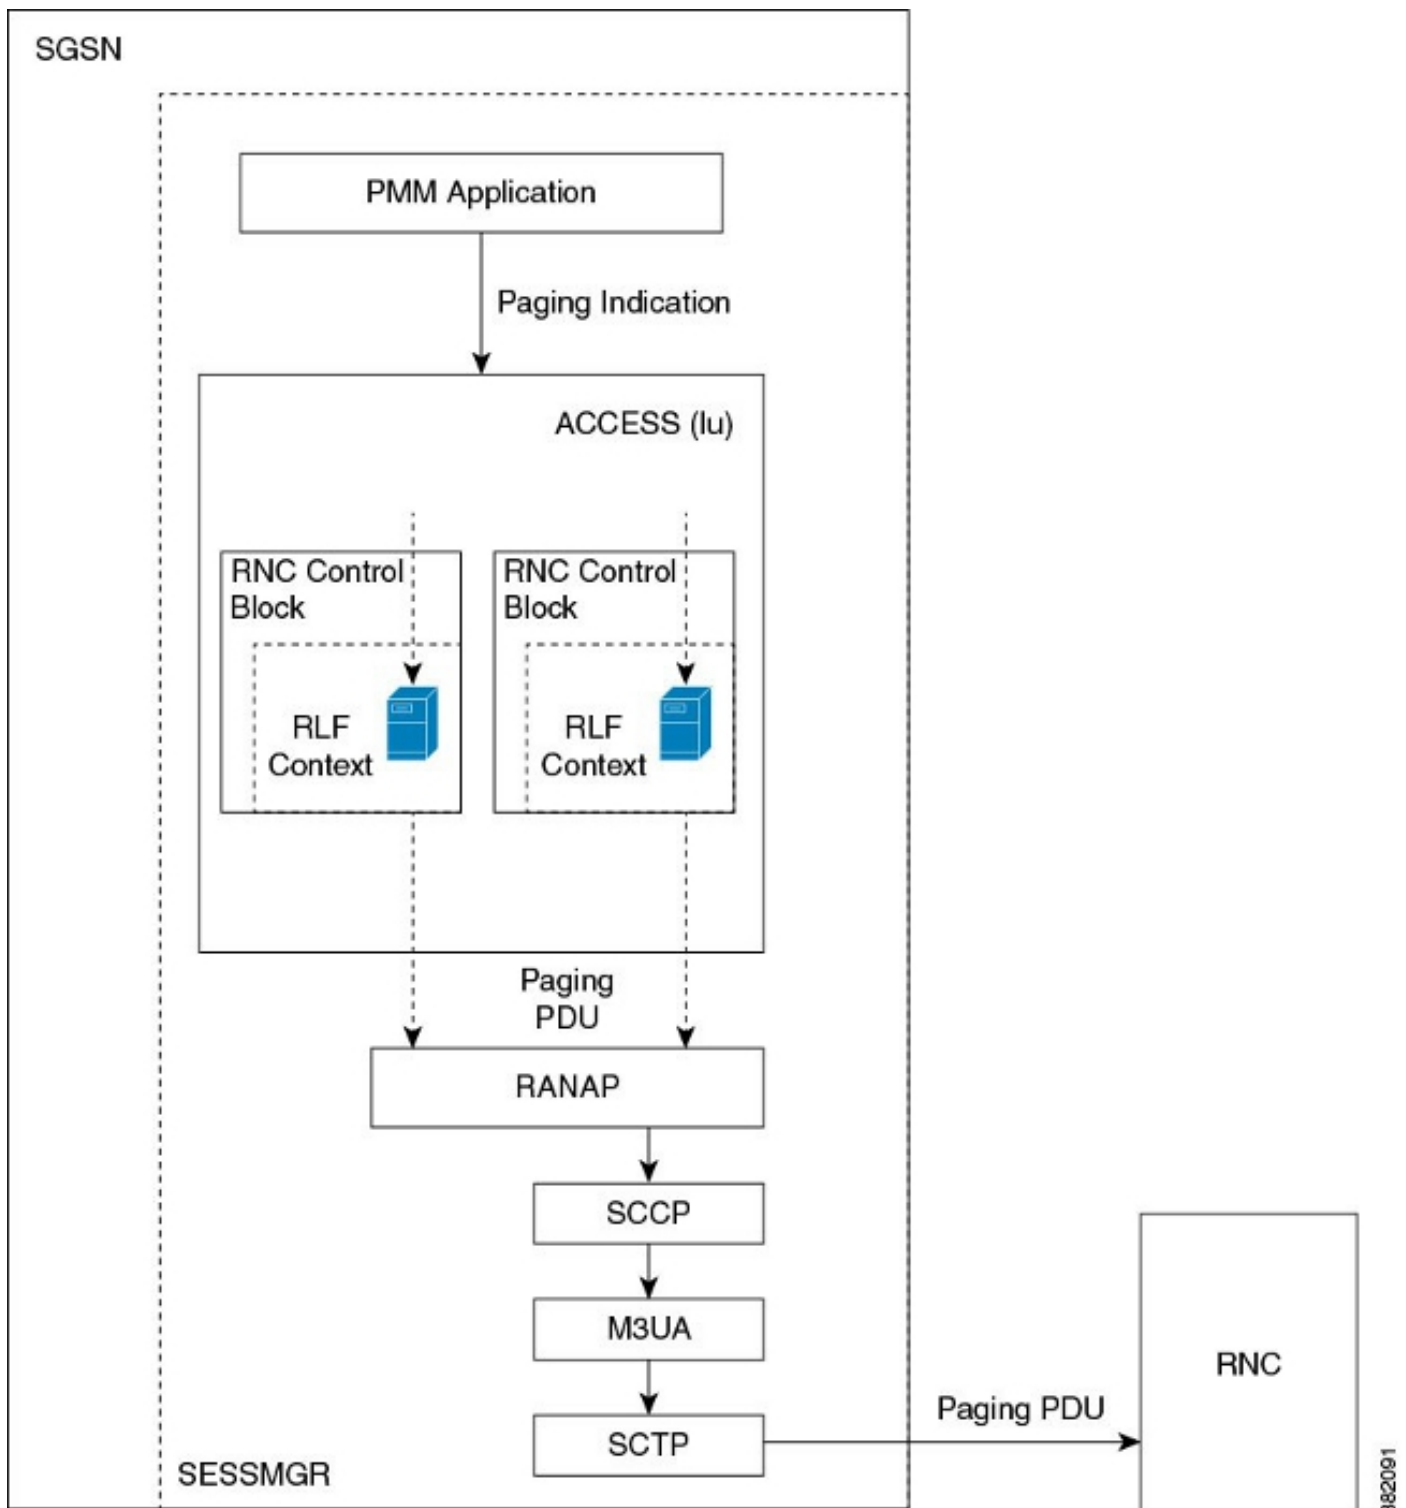 SGSN
PMM Application
Paging Indication
ACCESS (Iu)
RNC Control
Block
RLF
Context
RNC Control
Block
RLF
Context
Paging
PDU
RANAP
SCCP
M3UA
SCTP
SESSMGR
Paging PDU
RNC
382091